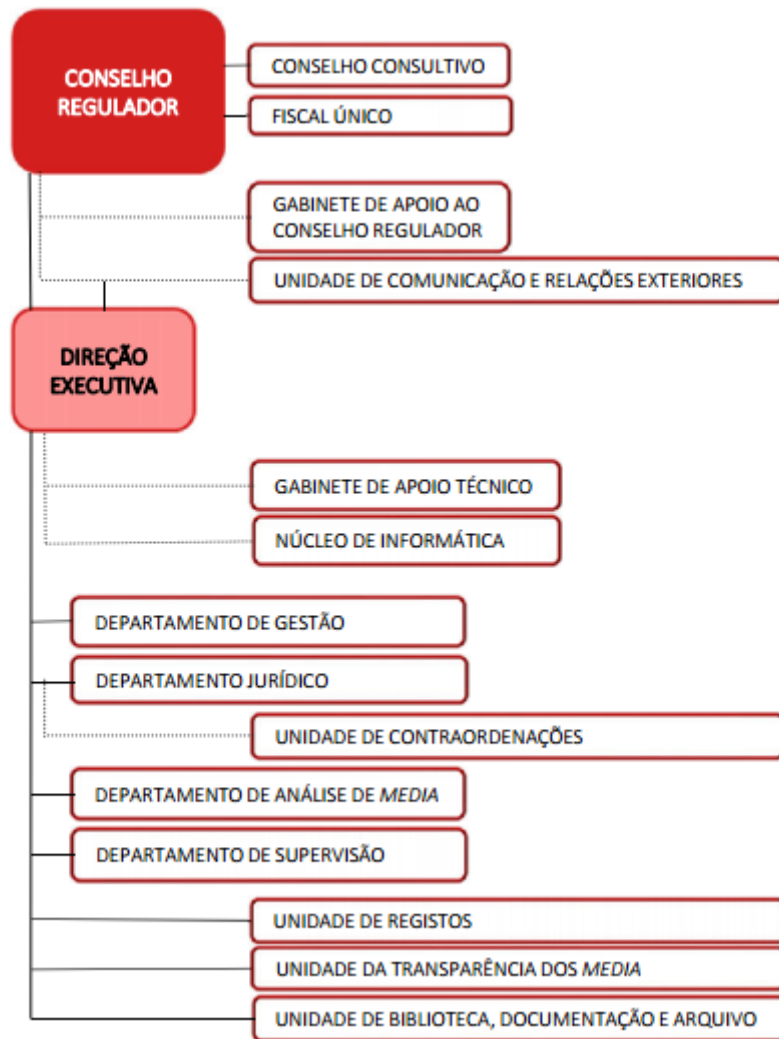 CONSELHO
REGULADOR
CONSELHO CONSULTIVO
FISCAL ÚNICO
GABINETE DE APOIO AO
CONSELHO REGULADOR
UNIDADE DE COMUNICAÇÃO E RELAÇÕES EXTERIORES
DIREÇÃO
EXECUTIVA
GABINETE DE APOIO TÉCNICO
NÚCLEO DE INFORMÁTICA
DEPARTAMENTO DE GESTÃO
DEPARTAMENTO JURÍDICO
UNIDADE DE CONTRAORDENAÇÕES
DEPARTAMENTO DE ANÁLISE DE MEDIA
DEPARTAMENTO DE SUPERVISÃO
UNIDADE DE REGISTOS
UNIDADE DA TRANSPARÊNCIA DOS MEDIA
UNIDADE DE BIBLIOTECA, DOCUMENTAÇÃO E ARQUIVO